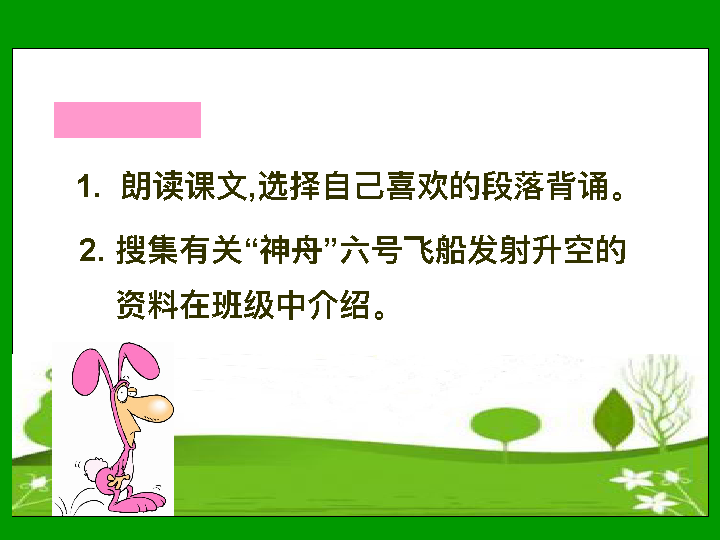 1. 朗读课文,选择自己喜欢的段落背诵。
2. 搜集有关“神舟”六号飞船发射升空的
资料在班级中介绍。